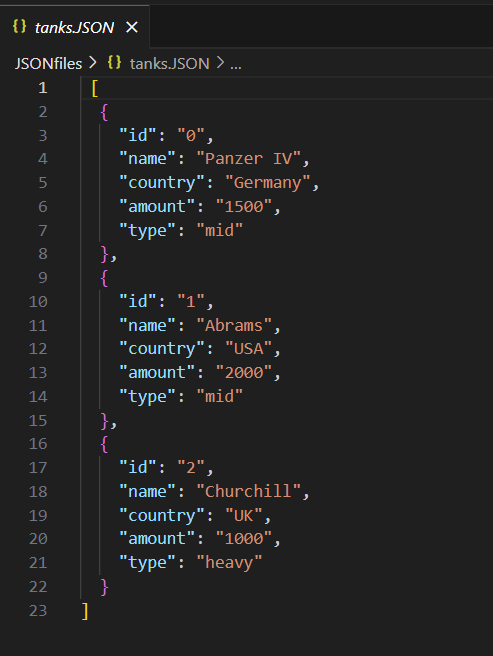 {} tanks.JSON ×
JSONfiles > {} tanks.JSON > ...
1 [
2 {
3 "id": "0",
4 "name": "Panzer IV",
5 "country": "Germany",
6 "amount": "1500",
7 "type": "mid"
8 },
9 {
10 "id": "1",
11 "name": "Abrams",
12 "country": "USA",
13 "amount": "2000",
14 "type": "mid"
15 },
16 {
17 "id": "2",
18 "name": "Churchill",
19 "country": "UK",
20 "amount": "1000",
21 "type": "heavy"
22 }
23 ]